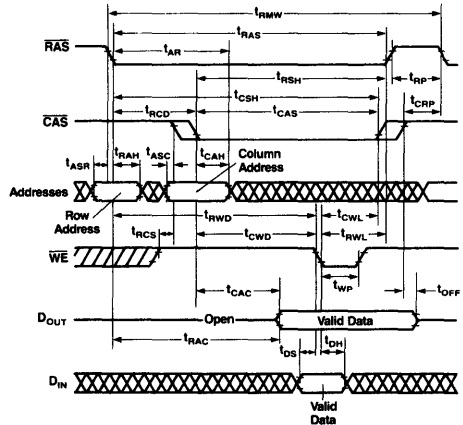 tRMW
tRAS
RAS
tAR
tRSH
tRP
tCSH
tCRP
tRCD
tCAS
CAS
tASR
tRAH
tASC
tCAH
Column
Address
Addresses
Row
Address
tRWD
tCWL
tRCS
tCWD
tRWL
WE
tWP
tCAC
tOFF
DOUT
Open
Valid Data
tRAC
tDS
tDH
DIN
Valid
Data